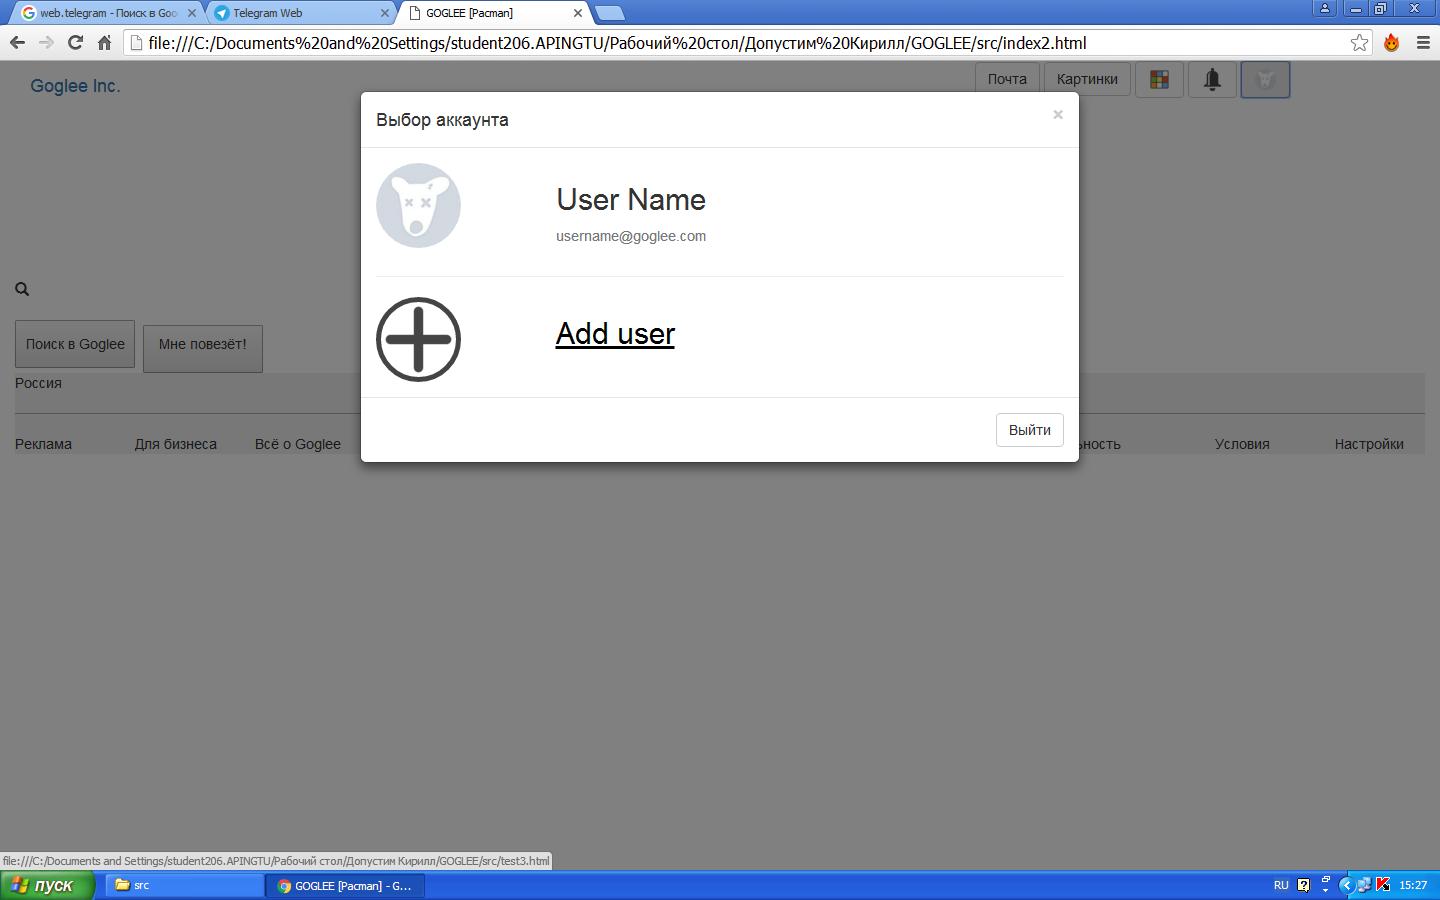 web.telegram - Поиск в Goo
Telegram Web
GOGLEE [Pacman]
file:///C:/Documents%20and%20Settings/student206.APINGTU/Рабочий%20стол/Допустим%20Кирилл/GOGLEE/src/index2.html
Goglee Inc.
Почта
Картинки
Выбор аккаунта
×
User Name
username@goglee.com
Add user
Выйти
Поиск в Goglee
Мне повезёт!
Россия
Реклама
Для бизнеса
Всё о Goglee
ьность
Условия
Настройки
file:///C:/Documents and Settings/student206.APINGTU/Рабочий стол/Допустим Кирилл/GOGLEE/src/test3.html
пуск
src
GOGLEE [Pacman] - G...
RU
15:27